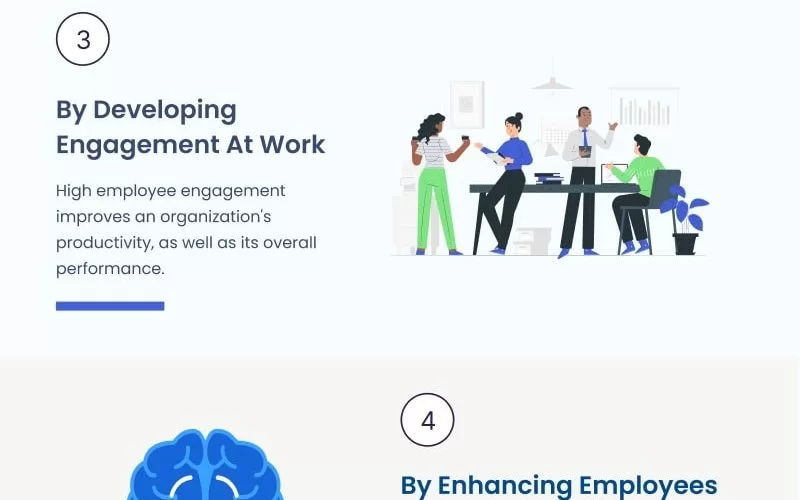 3
By Developing
Engagement At Work
High employee engagement
improves an organization's
productivity, as well as its overall
performance.
4
By Enhancing Employees